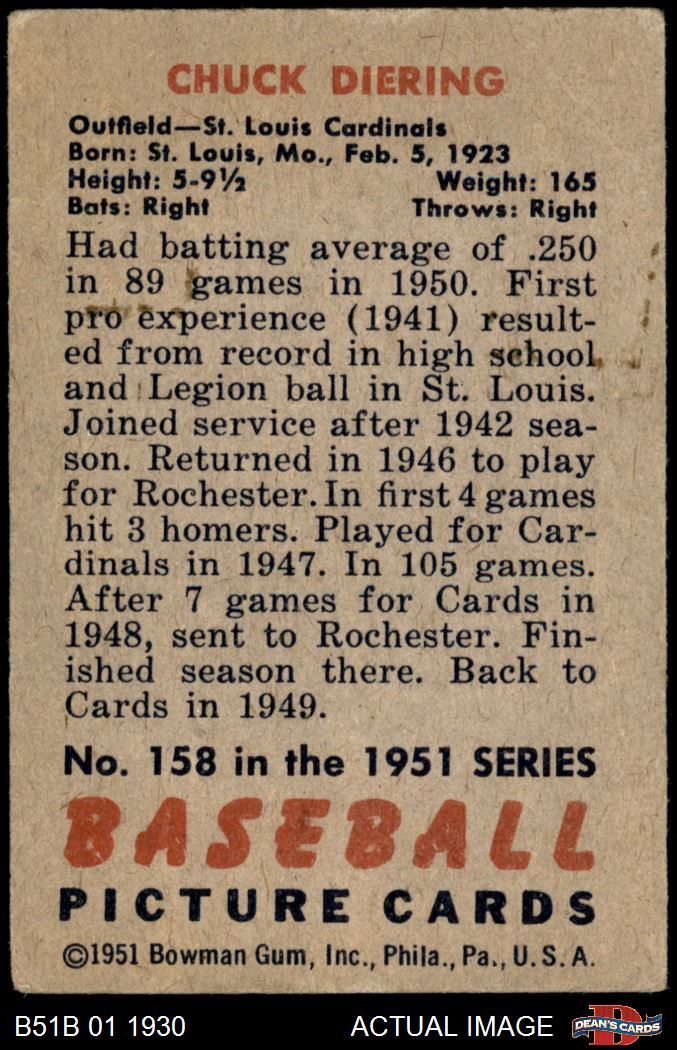 CHUCK DIERING
Outfield—St. Louis Cardinals
Born: St. Louis, Mo., Feb. 5, 1923
Height: 5-9½ Weight: 165
Bats: Right Throws: Right
Had batting average of .250
in 89 games in 1950. First
pro experience (1941) result-
ed from record in high school
and Legion ball in St. Louis.
Joined service after 1942 sea-
son. Returned in 1946 to play
for Rochester. In first 4 games
hit 3 homers. Played for Car-
dinals in 1947. In 105 games.
After 7 games for Cards in
1948, sent to Rochester. Fin-
ished season there. Back to
Cards in 1949.
No. 158 in the 1951 SERIES
BASEBALL
PICTURE CARDS
©1951 Bowman Gum, Inc., Phila., Pa., U.S.A.
B51B 01 1930 ACTUAL IMAGE D DEAN'S CARDS